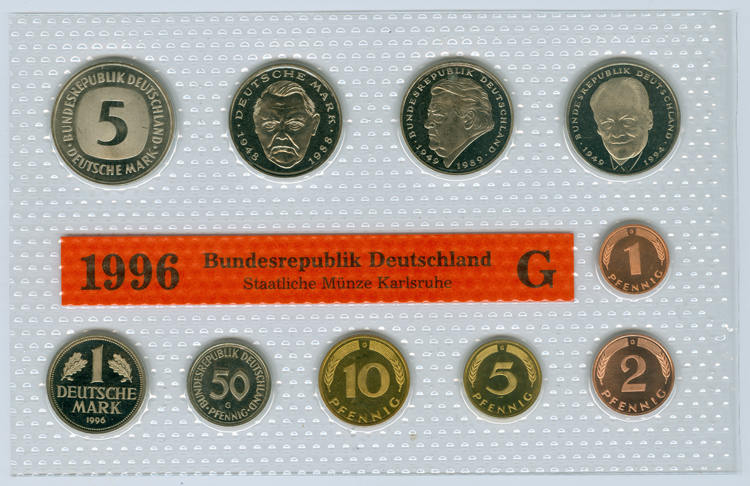 BUNDESREPUBLIK DEUTSCHLAND
5
DEUTSCHE MARK
DEUTSCHE MARK
1948 1988
BUNDESREPUBLIK DEUTSCHLAND
1949 1989
BUNDESREPUBLIK DEUTSCHLAND
1949 1994
1996
Bundesrepublik Deutschland
Staatliche Münze Karlsruhe
G
G
1
PFENNIG
1
DEUTSCHE
MARK
1996
BUNDESREPUBLIK DEUTSCHLAND
50
G
PFENNIG
G
10
PFENNIG
G
5
PFENNIG
G
2
PFENNIG